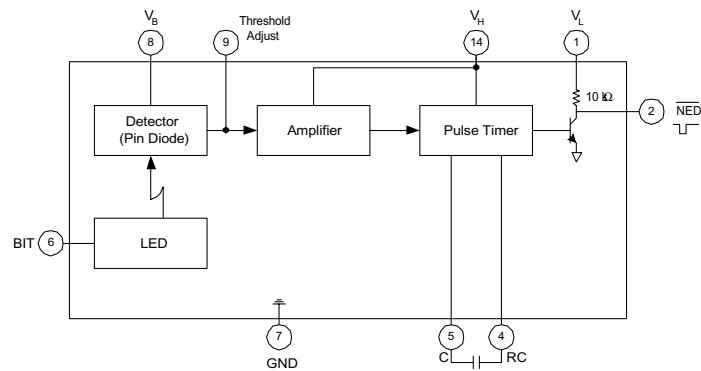 V_B
Threshold
Adjust
V_H
V_L
8
9
14
1
10 kΩ
2
NED
Detector
(Pin Diode)
Amplifier
Pulse Timer
BIT
6
LED
7
5
4
GND
C
RC